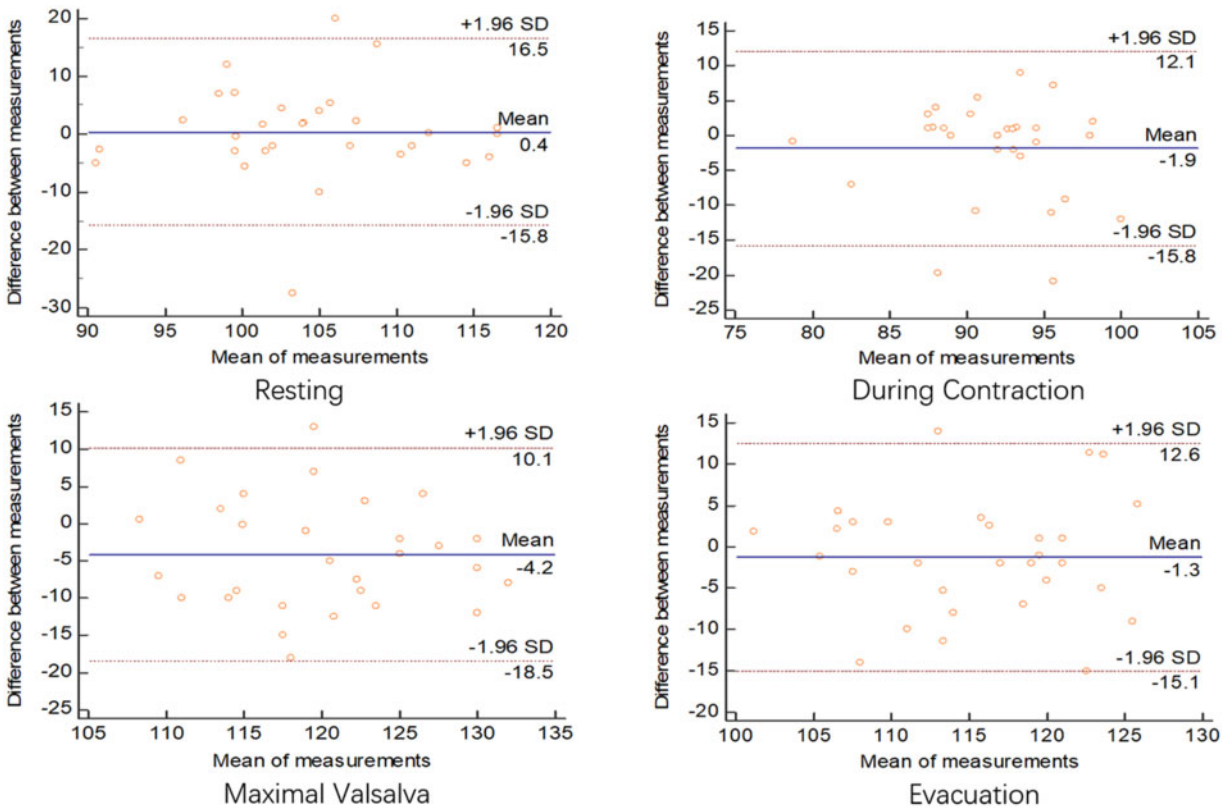 Difference between measurements
20
10
0
-10
-20
-30
+1.96 SD
16.5
Mean
0.4
-1.96 SD
-15.8
90 95 100 105 110 115 120
Mean of measurements
Resting
Difference between measurements
15
10
5
0
-5
-10
-15
-20
-25
+1.96 SD
12.1
Mean
-1.9
-1.96 SD
-15.8
75 80 85 90 95 100 105
Mean of measurements
During Contraction
Difference between measurements
15
10
5
0
-5
-10
-15
-20
-25
+1.96 SD
10.1
Mean
-4.2
-1.96 SD
-18.5
105 110 115 120 125 130 135
Mean of measurements
Maximal Valsalva
Difference between measurements
15
10
5
0
-5
-10
-15
-20
+1.96 SD
12.6
Mean
-1.3
-1.96 SD
-15.1
100 105 110 115 120 125 130
Mean of measurements
Evacuation